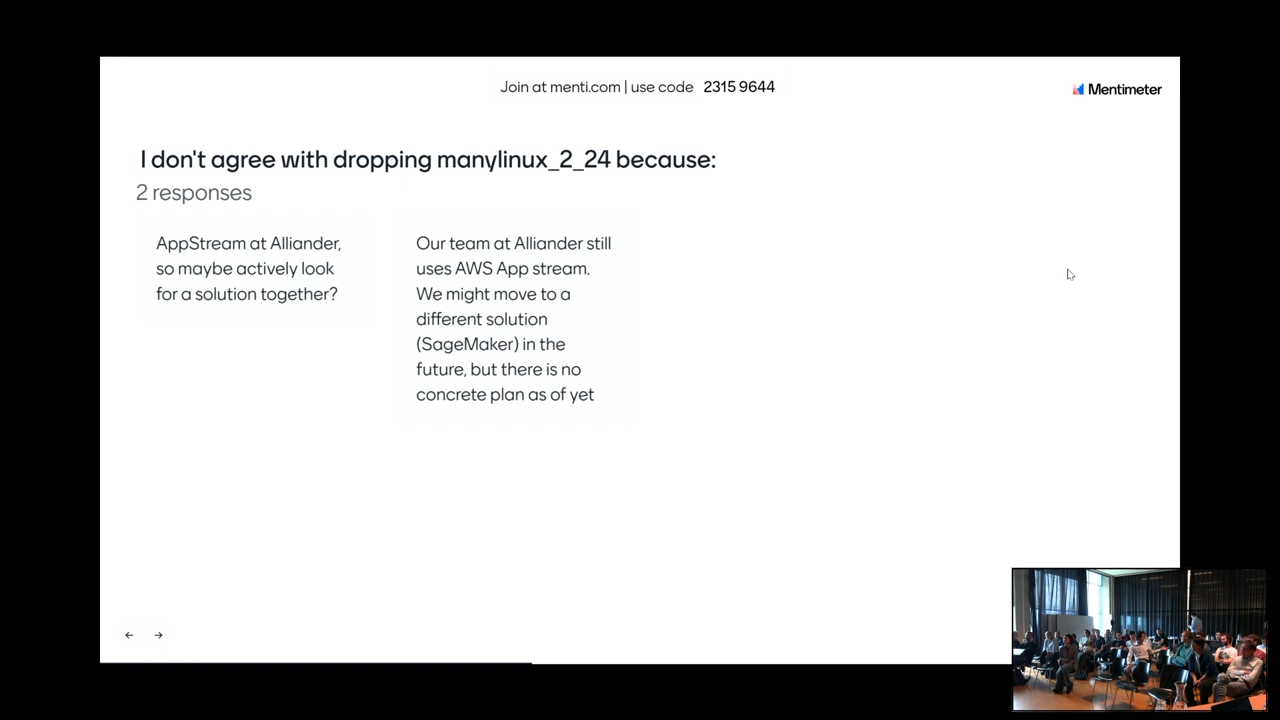 Join at menti.com | use code 2315 9644
Mentimeter
I don't agree with dropping manylinux_2_24 because:
2 responses
AppStream at Alliander,
so maybe actively look
for a solution together?
Our team at Alliander still
uses AWS App stream.
We might move to a
different solution
(SageMaker) in the
future, but there is no
concrete plan as of yet